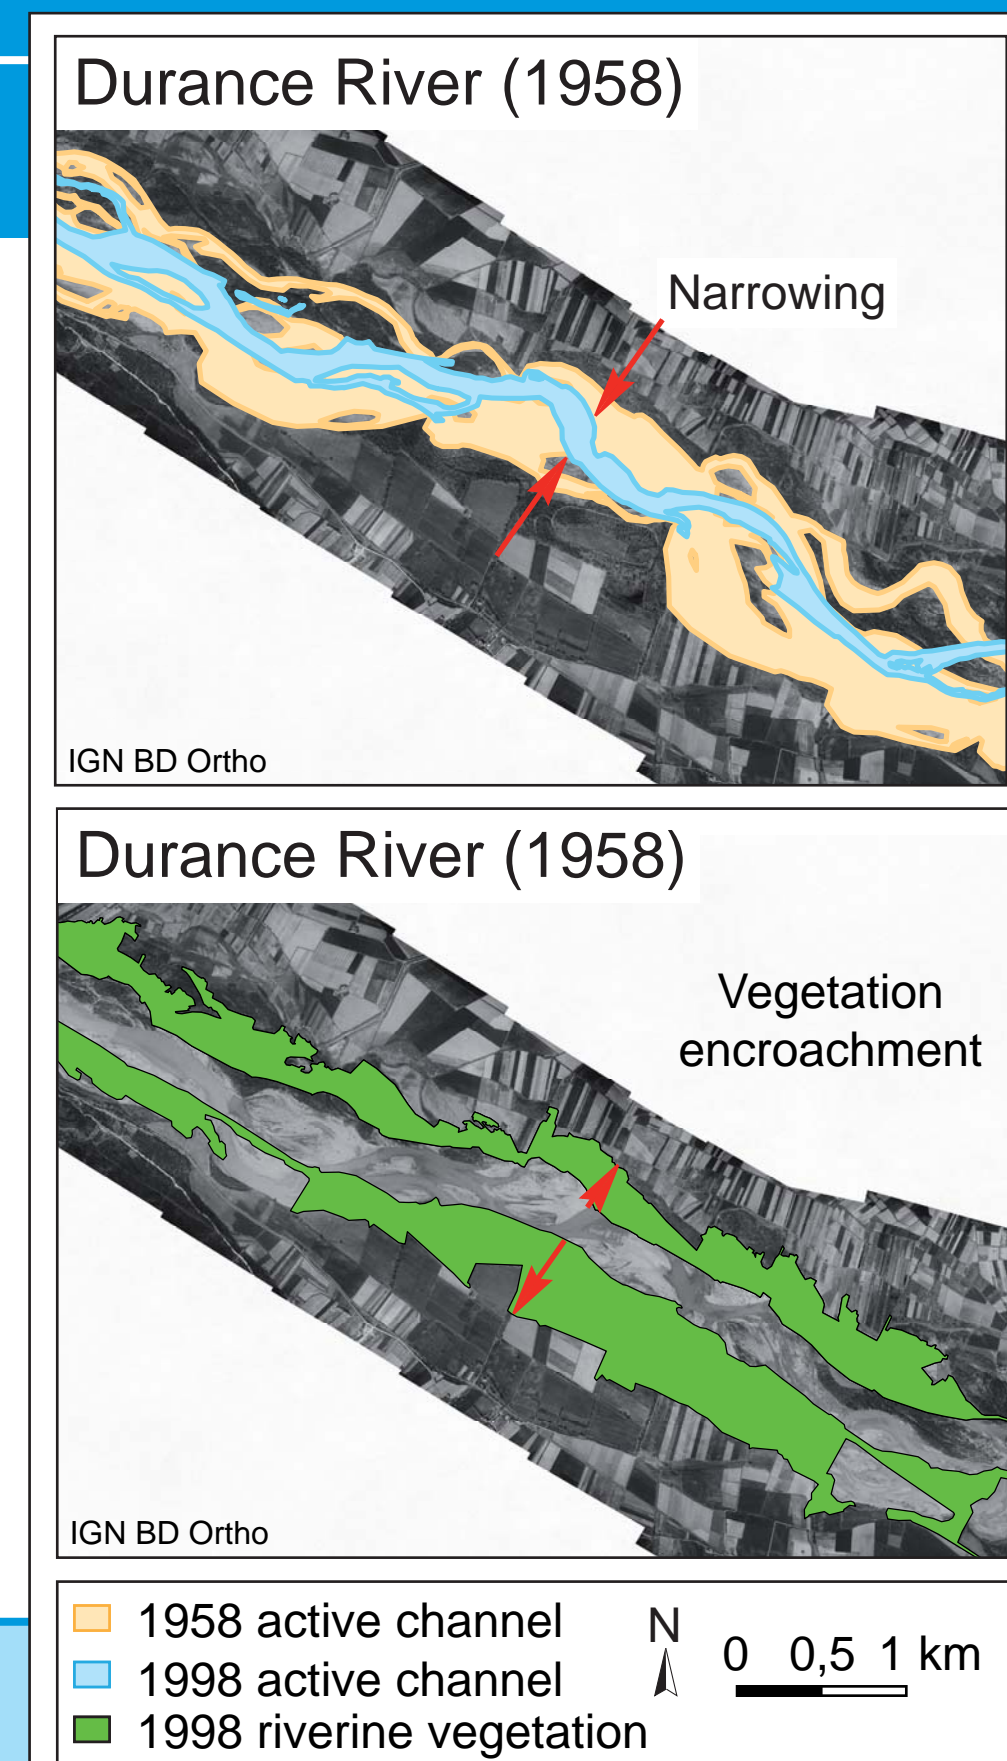 Durance River (1958)
Narrowing
IGN BD Ortho
Durance River (1958)
Vegetation
encroachment
IGN BD Ortho
1958 active channel
1998 active channel
1998 riverine vegetation
N
0 0,5 1 km